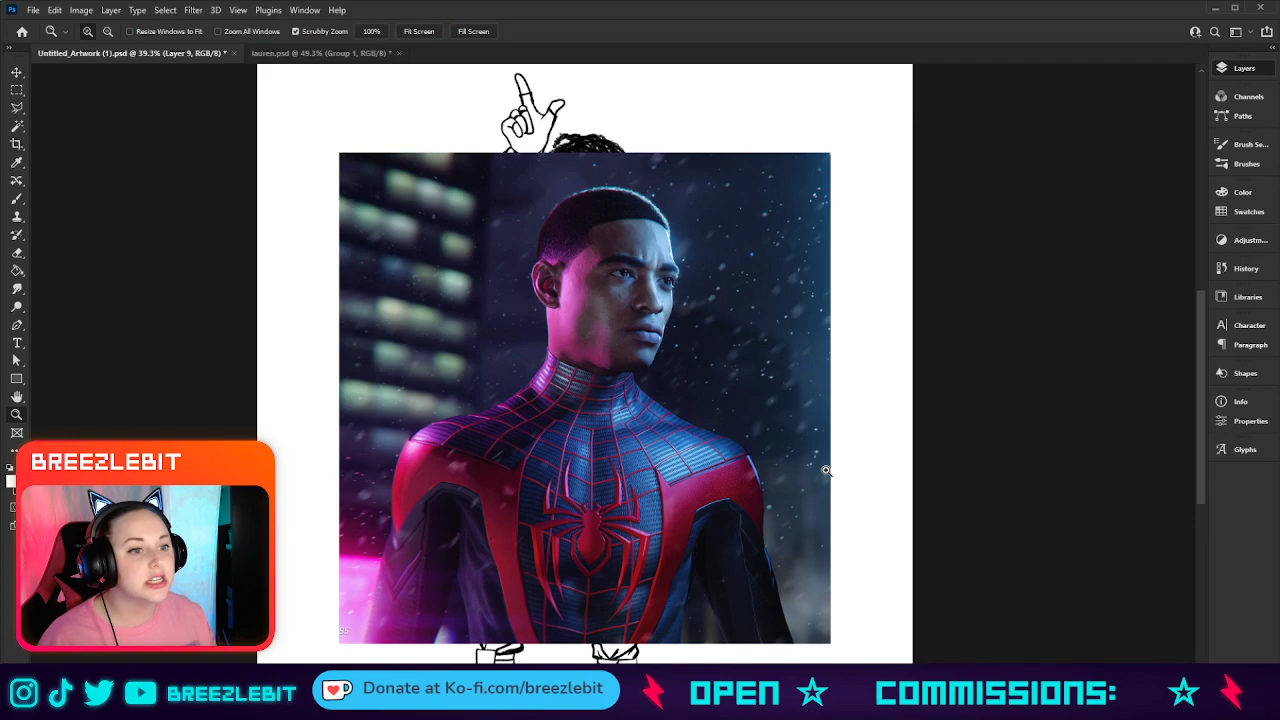 Ps File Edit Image Layer Type Select Filter 3D View Plugins Window Help
Resize Windows to Fit Zoom All Windows Scrubby Zoom 100% Fit Screen Fill Screen
Untitled_Artwork (1).psd @ 39.3% (Layer 9, RGB/8) * × lauren.psd @ 49.3% (Group 1, RGB/8) * ×
Layers
Channels
Paths
Brush Se...
Brushes
Color
Swatches
Adjustm...
History
Libraries
Character
Paragraph
Shapes
Info
Properties
Glyphs
BREEZLEBIT
BREEZLEBIT Donate at Ko-fi.com/breezlebit OPEN COMMISSIONS: